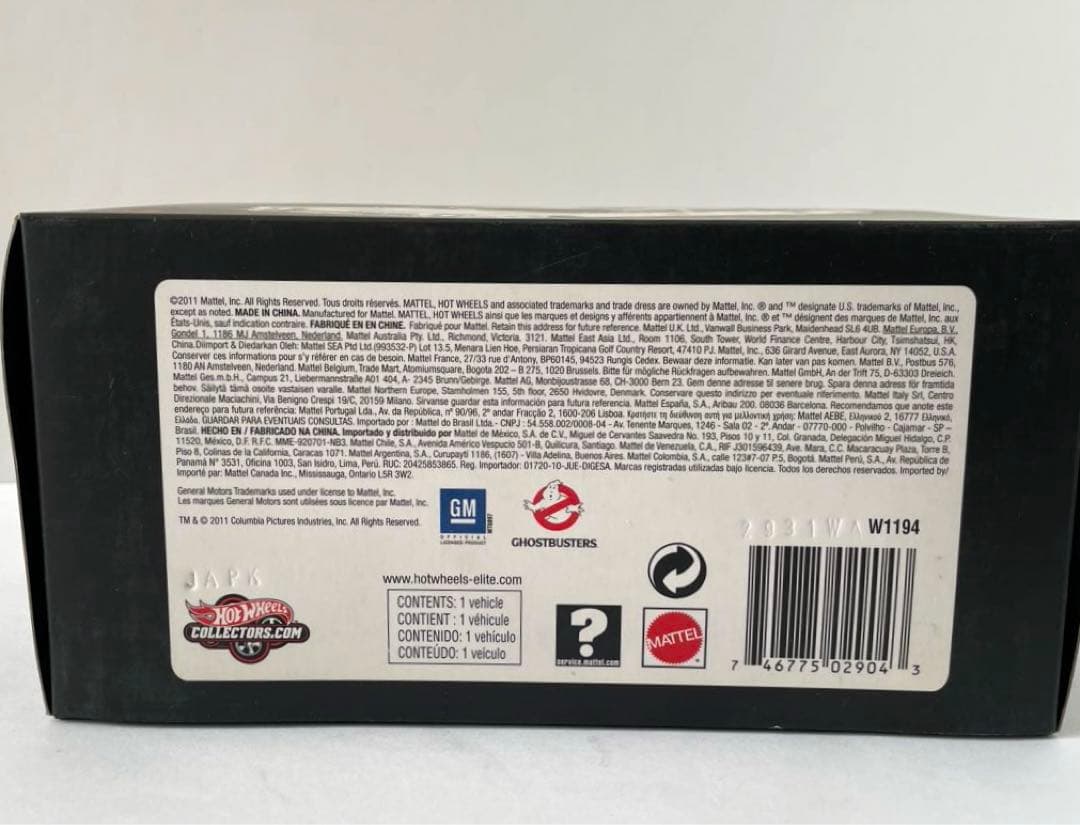 ©2011 Mattel, Inc. All Rights Reserved. Tous droits réservés. MATTEL, HOT WHEELS and associated trademarks and trade dress are owned by Mattel, Inc. ® and ™ designate U.S. trademarks of Mattel, Inc.,
except as noted. MADE IN CHINA. Manufactured for Mattel. MATTEL, HOT WHEELS ainsi que les marques et designs y afférents appartiennent à Mattel, Inc. ® et ™ désignent des marques de Mattel, Inc. aux
États-Unis, sauf indication contraire. FABRIQUÉ EN EN CHINE. Fabriqué pour Mattel. Retain this address for future reference. Mattel U.K. Ltd., Vanwall Business Park, Maidenhead SL6 4UB. Mattel Europa, B.V.,
Gondel 1, 1186 MJ Amstelveen, Nederland. Mattel Australia Pty. Ltd., Richmond, Victoria. 3121. Mattel East Asia Ltd., Room 1106, South Tower, World Finance Centre, Harbour City, Tsimshatsui, HK,
China. Diimport & Diedarkan Oleh: Mattel SEA Ptd Ltd.(993532-P) Lot 13.5, Menara Lien Hoe, Persiaran Tropicana Golf Country Resort, 47410 PJ. Mattel, Inc., 636 Girard Avenue, East Aurora, NY 14052, U.S.A.
Conserver ces informations pour s'y référer en cas de besoin. Mattel France, 27/33 rue d'Antony, BP60145, 94523 Rungis Cedex. Bewaar deze informatie. Kan later van pas komen. Mattel B.V., Postbus 576,
1180 AN Amstelveen, Nederland. Mattel Belgium, Trade Mart, Atomiumsquare, Bogota 202 – B 275, 1020 Brussels. Bitte für mögliche Rückfragen aufbewahren. Mattel GmbH, An der Trift 75, D-63303 Dreieich.
Mattel Ges.m.b.H., Campus 21, Liebermannstraße A01 404, A- 2345 Brunn/Gebirge. Mattel AG, Monbijoustrasse 68, CH-3000 Bern 23. Gem denne adresse til senere brug. Spara denna adress för framtida
behov. Säilytä tämä osoite vastaisen varalle. Mattel Northern Europe, Stamholmen 155, 5th floor, 2650 Hvidovre, Denmark. Conservare questo indirizzo per eventuale riferimento. Mattel Italy Srl, Centro
Direzionale Maciachini, Via Benigno Crespi 19/C, 20159 Milano. Sírvanse guardar esta información para futura referencia. Mattel España, S.A., Aribau 200. 08036 Barcelona. Recomendamos que anote este
endereço para futura referência: Mattel Portugal Lda., Av. da República, nº 90/96, 2º andar Fracção 2, 1600-206 Lisboa. Κρατήστε τη διεύθυνση αυτή για μελλοντική χρήση: Mattel AEBE, Ελληνικού 2, 16777 Ελληνικό,
Ελλάδα. GUARDAR PARA EVENTUAIS CONSULTAS. Importado por : Mattel do Brasil Ltda.- CNPJ : 54.558.002/0008-04 - Av. Tenente Marques, 1246 - Sala 02 - 2º. Andar - 07770-000 - Polvilho - Cajamar - SP –
Brasil. HECHO EN / FABRICADO NA CHINA. Importado y distribuido por Mattel de México, S.A. de C.V., Miguel de Cervantes Saavedra No. 193, Pisos 10 y 11, Col. Granada, Delegación Miguel Hidalgo, C.P.
11520, México, D.F. R.F.C. MME-920701-NB3. Mattel Chile, S.A., Avenida Américo Vespucio 501-B, Quilicura, Santiago. Mattel de Venezuela, C.A., RIF J301596439, Ave. Mara, C.C. Macaracuay Plaza, Torre B,
Piso 8, Colinas de la California, Caracas 1071. Mattel Argentina, S.A., Curupaytí 1186, (1607) - Villa Adelina, Buenos Aires. Mattel Colombia, S.A., calle 123#7-07 P.5, Bogotá. Mattel Perú, S.A., Av. República de
Panamá N° 3531, Oficina 1003, San Isidro, Lima, Perú. RUC: 20425853865. Reg. Importador: 01720-10-JUE-DIGESA. Marcas registradas utilizadas bajo licencia. Todos los derechos reservados. Imported by/
Importé par: Mattel Canada Inc., Mississauga, Ontario L5R 3W2.
General Motors Trademarks used under license to Mattel, Inc.
Les marques General Motors sont utilisées sous licence par Mattel, Inc.
TM & © 2011 Columbia Pictures Industries, Inc. All Rights Reserved.
GM
OFFICIAL
LICENSED PRODUCT
GHOSTBUSTERS
2931WA W1194
JAPK
HOT WHEELS
COLLECTORS.COM
www.hotwheels-elite.com
CONTENTS: 1 vehicle
CONTIENT : 1 véhicule
CONTENIDO: 1 vehículo
CONTEÚDO: 1 veículo
?
service.mattel.com
MATTEL
7 46775 02904 3